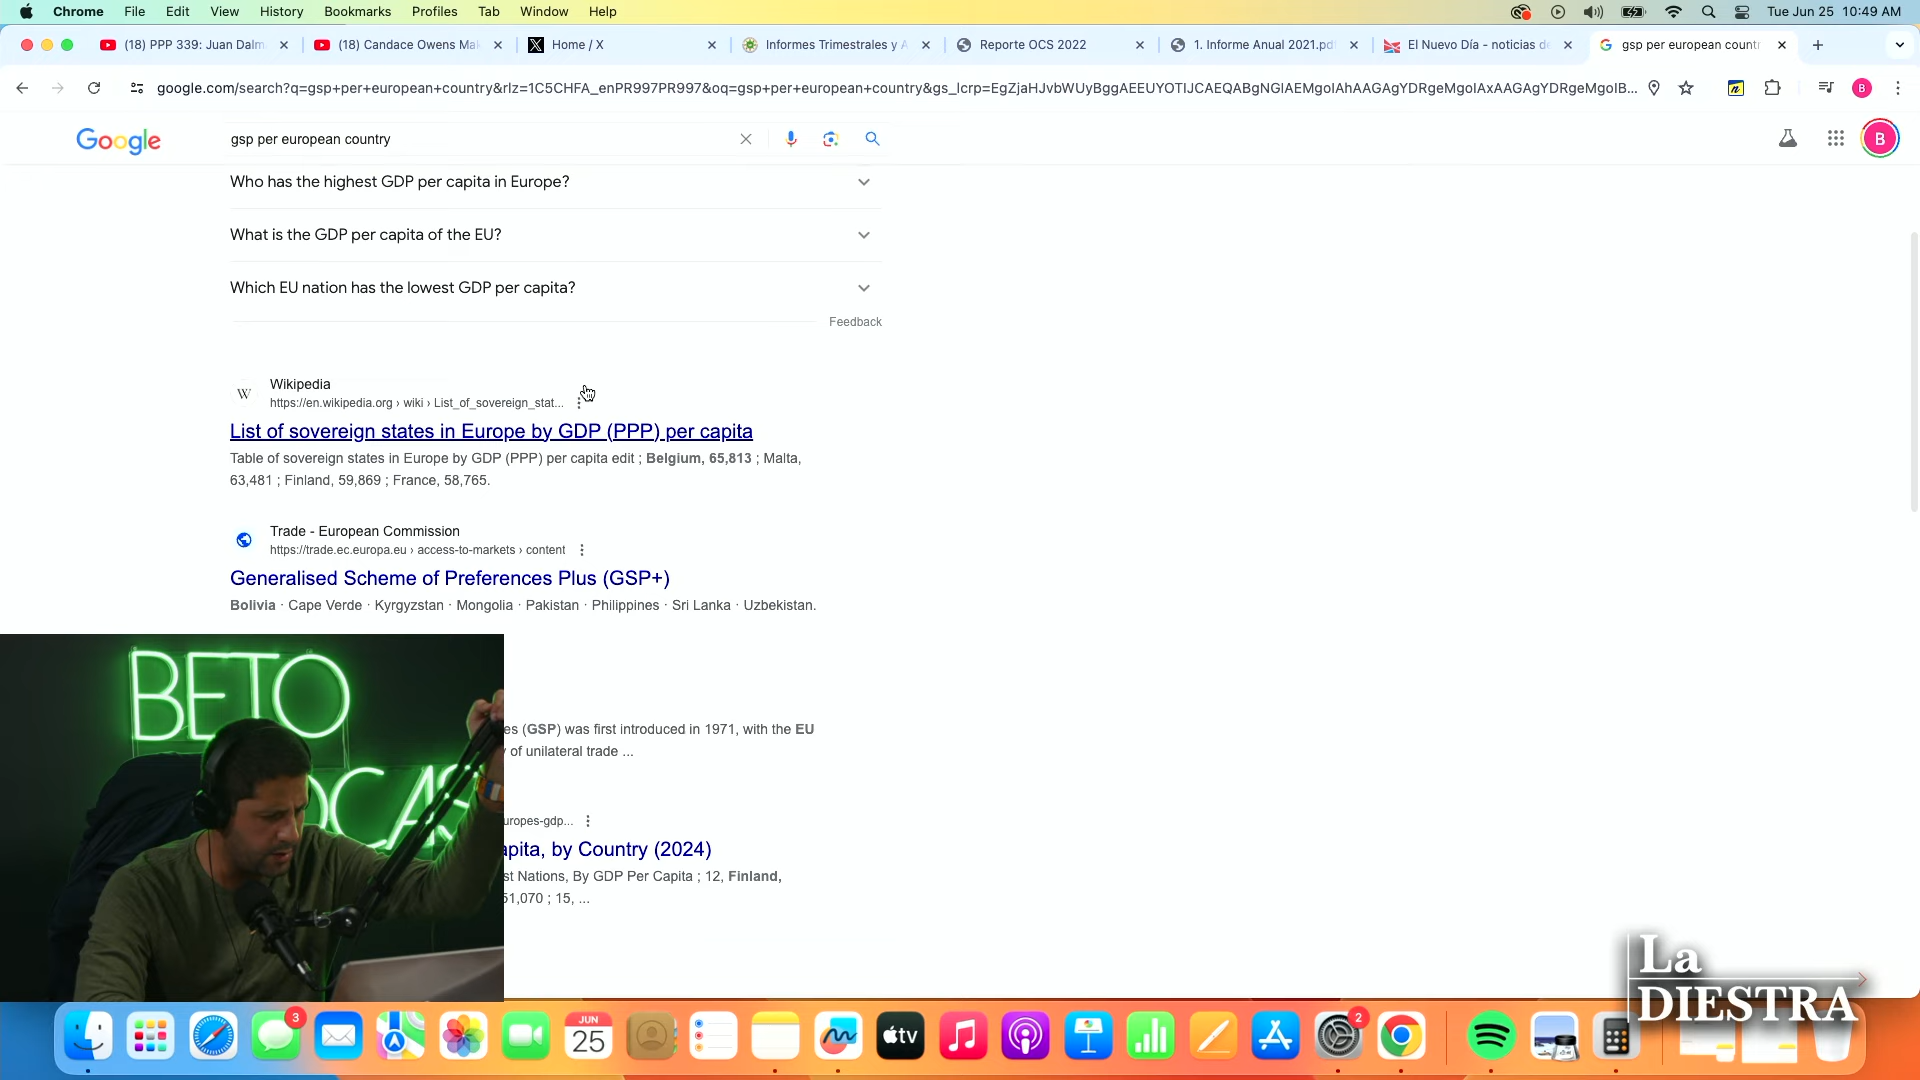 Chrome File Edit View History Bookmarks Profiles Tab Window Help Tue Jun 25 10:49 AM
(18) PPP 339: Juan Dalm (18) Candace Owens Mak Home / X Informes Trimestrales y A Reporte OCS 2022 1. Informe Anual 2021.pdf El Nuevo Día - noticias de gsp per european countr
google.com/search?q=gsp+per+european+country&rlz=1C5CHFA_enPR997PR997&oq=gsp+per+european+country&gs_lcrp=EgZjaHJvbWUyBggAEEUYOTIJCAEQABgNGIAEMgoIAhAAGAgYDRgeMgoIAxAAGAgYDRgeMgoIB... B
Google gsp per european country B
Who has the highest GDP per capita in Europe?
What is the GDP per capita of the EU?
Which EU nation has the lowest GDP per capita?
Feedback
W Wikipedia
https://en.wikipedia.org › wiki › List_of_sovereign_stat...
List of sovereign states in Europe by GDP (PPP) per capita
Table of sovereign states in Europe by GDP (PPP) per capita edit ; Belgium, 65,813 ; Malta,
63,481 ; Finland, 59,869 ; France, 58,765.
Trade - European Commission
https://trade.ec.europa.eu › access-to-markets › content
Generalised Scheme of Preferences Plus (GSP+)
Bolivia · Cape Verde · Kyrgyzstan · Mongolia · Pakistan · Philippines · Sri Lanka · Uzbekistan.
BETO
es (GSP) was first introduced in 1971, with the EU
of unilateral trade ...
uropes-gdp...
apita, by Country (2024)
st Nations, By GDP Per Capita ; 12, Finland,
51,070 ; 15, ...
La
DIESTRA
3 JUN 25 tv 2